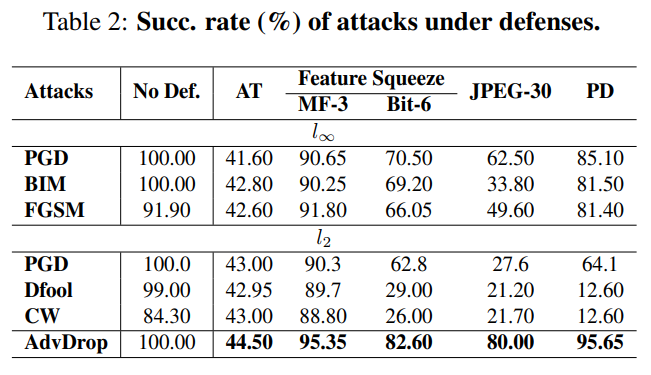 Table 2: Succ. rate (%) of attacks under defenses.
Attacks No Def. AT Feature Squeeze JPEG-30 PD
MF-3 Bit-6
l∞
PGD 100.00 41.60 90.65 70.50 62.50 85.10
BIM 100.00 42.80 90.25 69.20 33.80 81.50
FGSM 91.90 42.60 91.80 66.05 49.60 81.40
l2
PGD 100.0 43.00 90.3 62.8 27.6 64.1
Dfool 99.00 42.95 89.7 29.00 21.20 12.60
CW 84.30 43.00 88.80 26.00 21.70 12.60
AdvDrop 100.00 44.50 95.35 82.60 80.00 95.65